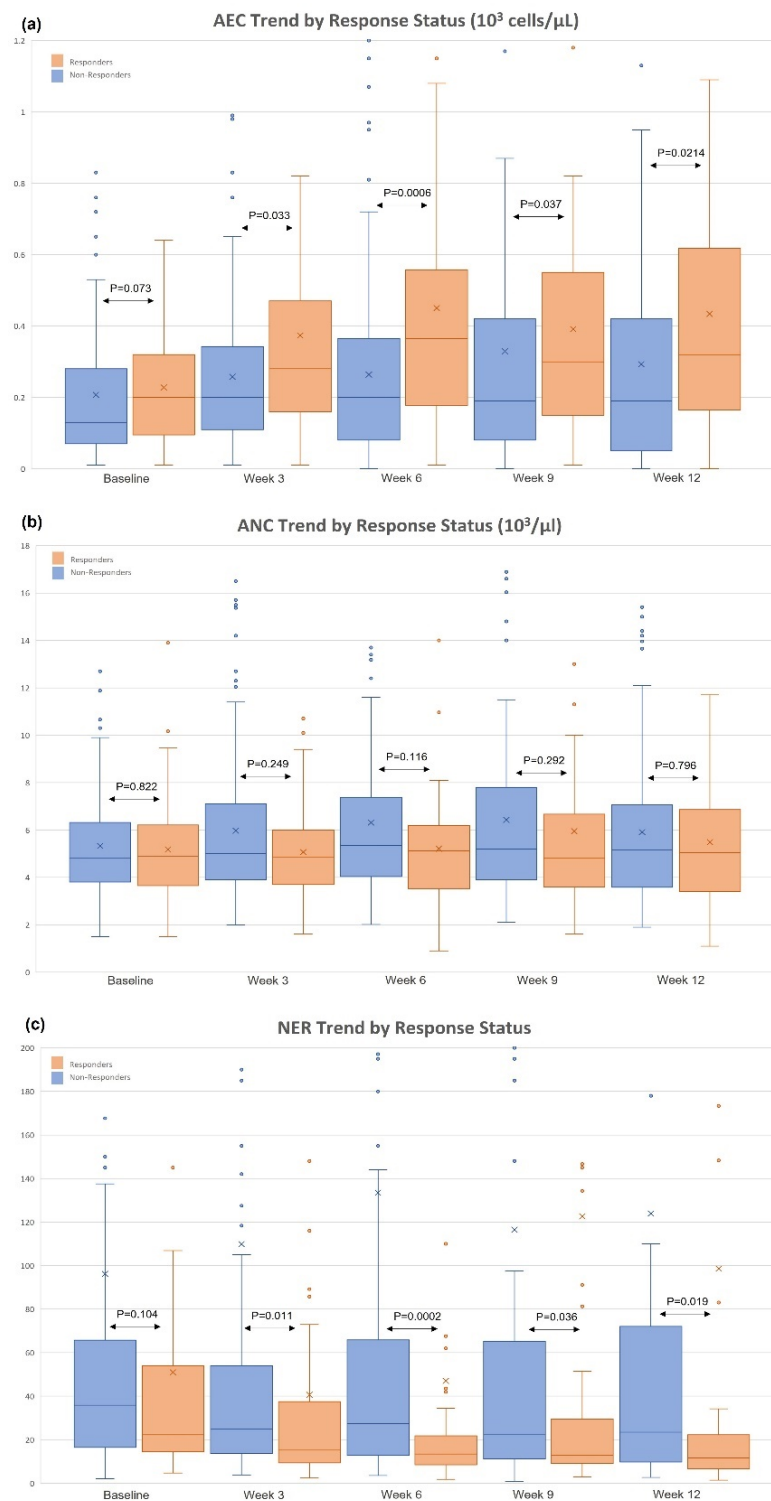 (a)
AEC Trend by Response Status (10³ cells/µL)
1.2
Responders
Non-Responders
1
P=0.0214
0.8
P=0.0006
P=0.033
P=0.037
0.6
P=0.073
0.4
0.2
0
Baseline Week 3 Week 6 Week 9 Week 12
(b)
ANC Trend by Response Status (10³/µl)
18
Responders
Non-Responders
16
14
12
10
P=0.822 P=0.249 P=0.116 P=0.292 P=0.796
8
6
4
2
0
Baseline Week 3 Week 6 Week 9 Week 12
(c)
NER Trend by Response Status
200
Responders
Non-Responders
180
160
140
120
100
80
P=0.104 P=0.011 P=0.0002 P=0.036 P=0.019
60
40
20
0
Baseline Week 3 Week 6 Week 9 Week 12